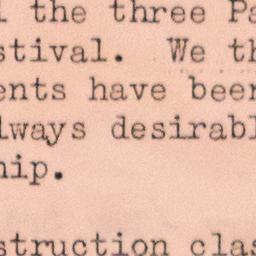 the three Pa
stival. We th
ents have been
lways desirabl
hip.
struction clas